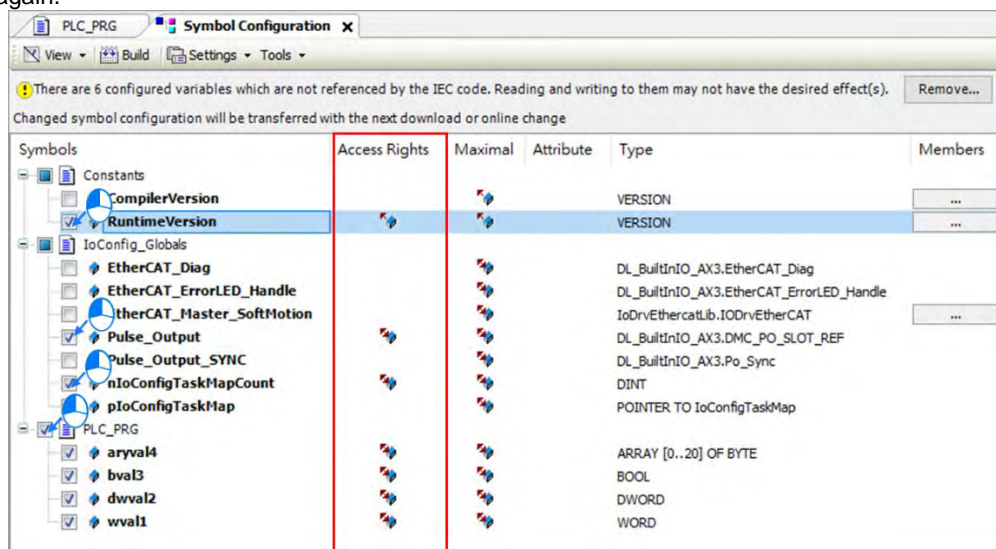 again.
PLC_PRG Symbol Configuration X
View Build Settings Tools
There are 6 configured variables which are not referenced by the IEC code. Reading and writing to them may not have the desired effect(s). Remove...
Changed symbol configuration will be transferred with the next download or online change
Symbols Access Rights Maximal Attribute Type Members
Constants
CompilerVersion VERSION ...
RuntimeVersion VERSION ...
IoConfig_Globals
EtherCAT_Diag DL_BuiltInIO_AX3.EtherCAT_Diag
EtherCAT_ErrorLED_Handle DL_BuiltInIO_AX3.EtherCAT_ErrorLED_Handle
EtherCAT_Master_SoftMotion IoDrvEthercatLib.IODrvEtherCAT ...
Pulse_Output DL_BuiltInIO_AX3.DMC_PO_SLOT_REF
Pulse_Output_SYNC DL_BuiltInIO_AX3.Po_Sync
nIoConfigTaskMapCount DINT
pIoConfigTaskMap POINTER TO IoConfigTaskMap
PLC_PRG
aryval4 ARRAY [0..20] OF BYTE
bval3 BOOL
dwval2 DWORD
wval1 WORD